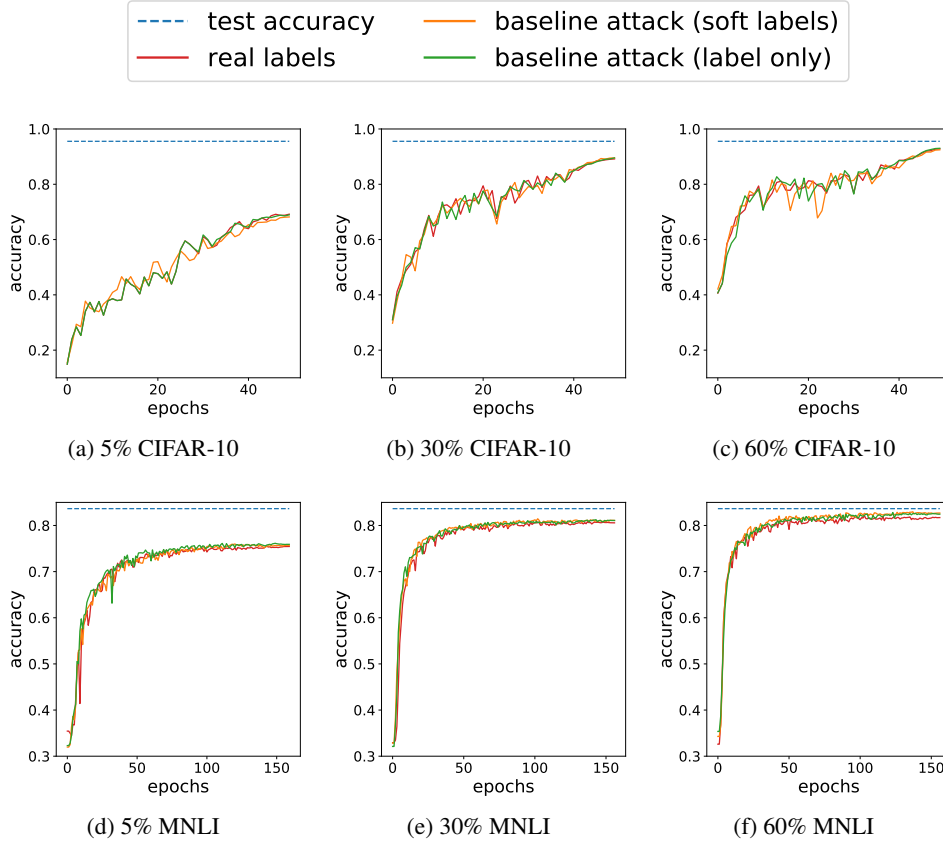 test accuracy
baseline attack (soft labels)
real labels
baseline attack (label only)
1.0
0.8
0.6
0.4
0.2
accuracy
0 20 40
epochs
(a) 5% CIFAR-10
1.0
0.8
0.6
0.4
0.2
accuracy
0 20 40
epochs
(b) 30% CIFAR-10
1.0
0.8
0.6
0.4
0.2
accuracy
0 20 40
epochs
(c) 60% CIFAR-10
0.8
0.7
0.6
0.5
0.4
0.3
accuracy
0 50 100 150
epochs
(d) 5% MNLI
0.8
0.7
0.6
0.5
0.4
0.3
accuracy
0 50 100 150
epochs
(e) 30% MNLI
0.8
0.7
0.6
0.5
0.4
0.3
accuracy
0 50 100 150
epochs
(f) 60% MNLI